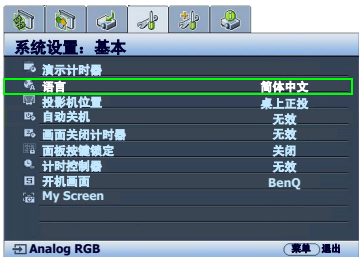 系统设置：基本
演示计时器
语言 简体中文
投影机位置 桌上正投
自动关机 无效
画面关闭计时器 无效
面板按键锁定 关闭
计时控制器 无效
开机画面 BenQ
My Screen
Analog RGB 菜单 退出